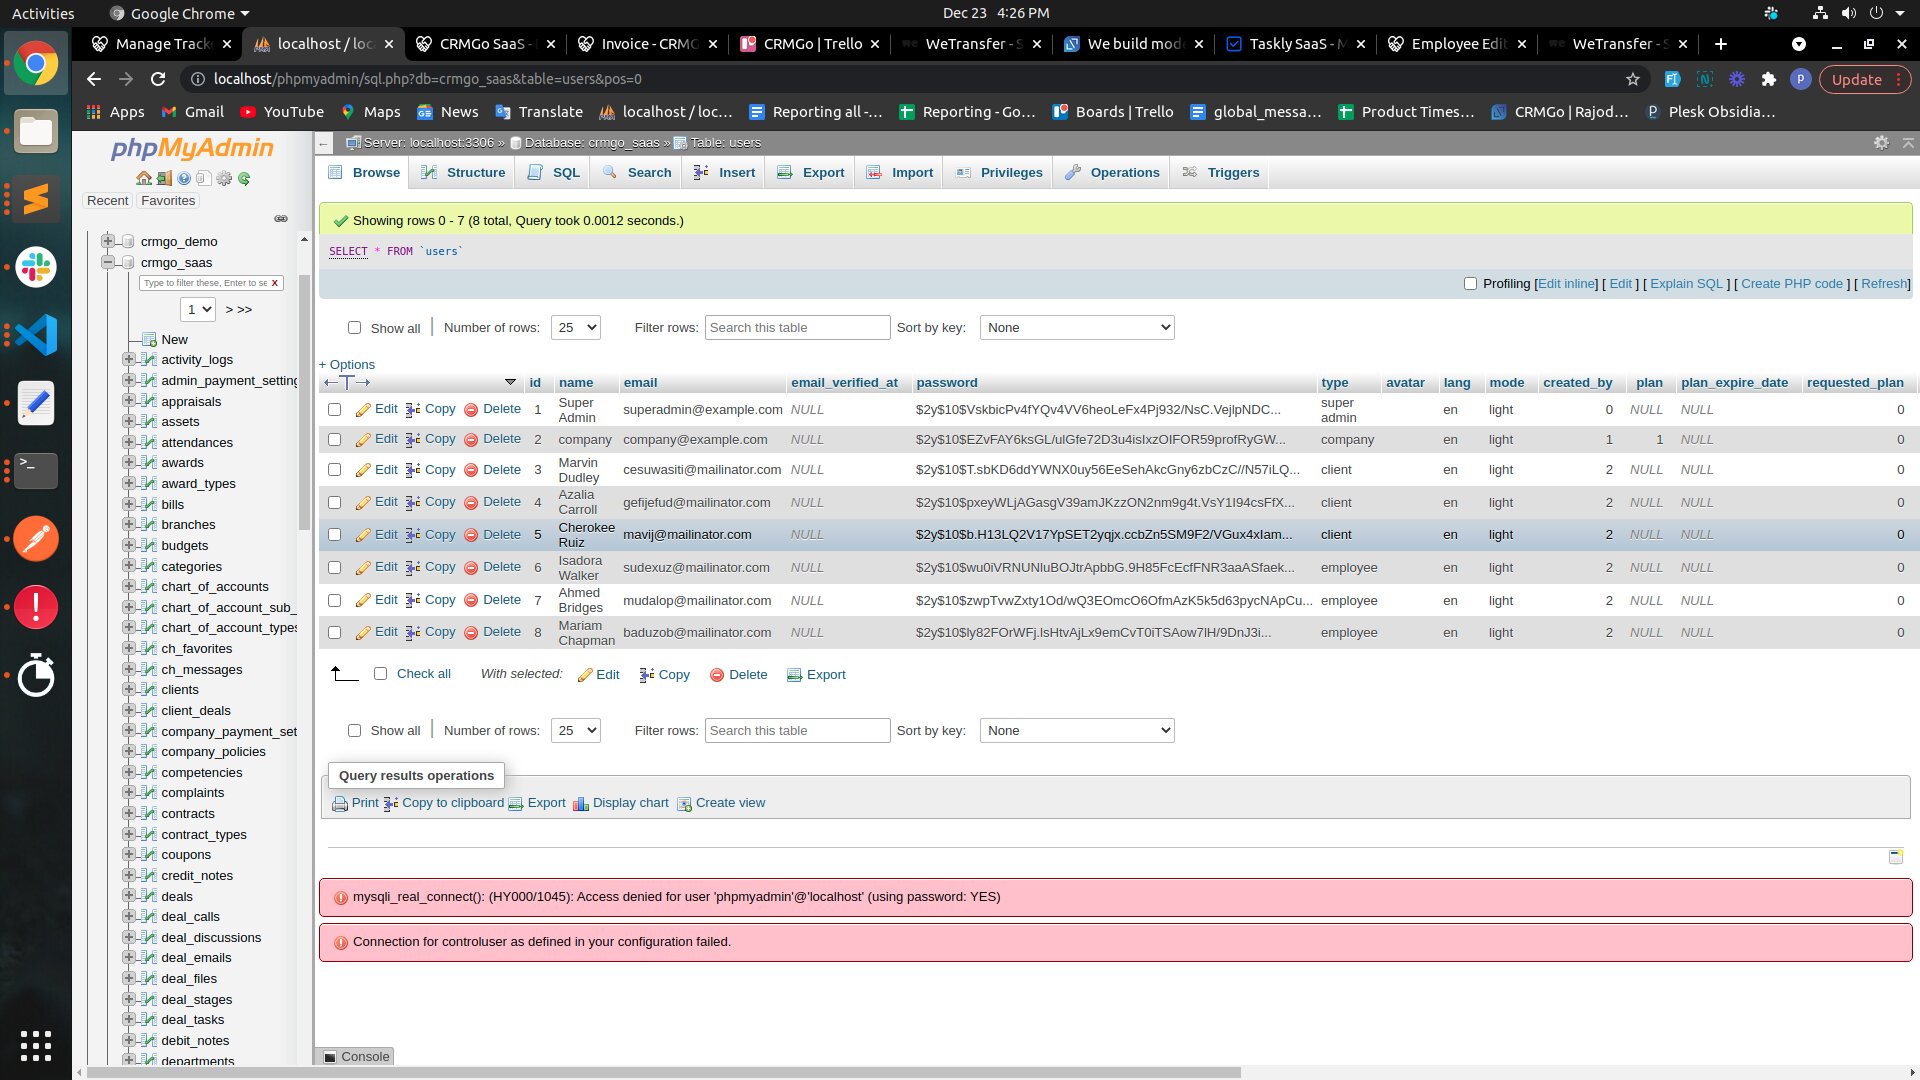 Activities
Google Chrome
Dec 23 4:26 PM
Manage Track
localhost / loc
CRMGo SaaS -
Invoice - CRMG
CRMGo | Trello
WeTransfer - S
We build mod
Taskly SaaS - M
Employee Edit
WeTransfer - S
localhost/phpmyadmin/sql.php?db=crmgo_saas&table=users&pos=0
P
Update
Apps
Gmail
YouTube
Maps
News
Translate
localhost / loc...
Reporting all -...
Reporting - Go...
Boards | Trello
global_messa...
Product Times...
CRMGo | Rajod...
Plesk Obsidia...
phpMyAdmin
Recent
Favorites
crmgo_demo
crmgo_saas
Type to filter these, Enter to se X
1 > >>
New
activity_logs
admin_payment_setting
appraisals
assets
attendances
awards
award_types
bills
branches
budgets
categories
chart_of_accounts
chart_of_account_sub_
chart_of_account_types
ch_favorites
ch_messages
clients
client_deals
company_payment_set
company_policies
competencies
complaints
contracts
contract_types
coupons
credit_notes
deals
deal_calls
deal_discussions
deal_emails
deal_files
deal_stages
deal_tasks
debit_notes
departments
Server: localhost:3306 » Database: crmgo_saas » Table: users
Browse Structure SQL Search Insert Export Import Privileges Operations Triggers
Showing rows 0 - 7 (8 total, Query took 0.0012 seconds.)
SELECT * FROM `users`
Profiling [Edit inline] [ Edit ] [ Explain SQL ] [ Create PHP code ] [ Refresh]
Show all Number of rows: 25 Filter rows: Search this table Sort by key: None
+ Options
id name email email_verified_at password type avatar lang mode created_by plan plan_expire_date requested_plan
Edit Copy Delete 1 Super Admin superadmin@example.com NULL $2y$10$VskbicPv4fYQv4VV6heoLeFx4Pj932/NsC.VejlpNDC... super admin en light 0 NULL NULL 0
Edit Copy Delete 2 company company@example.com NULL $2y$10$EZvFAY6ksGL/ulGfe72D3u4islxzOIFOR59profRyGW... company en light 1 1 NULL 0
Edit Copy Delete 3 Marvin Dudley cesuwasiti@mailinator.com NULL $2y$10$T.sbKD6ddYWNX0uy56EeSehAkcGny6zbCzC//N57iLQ... client en light 2 NULL NULL 0
Edit Copy Delete 4 Azalia Carroll gefijefud@mailinator.com NULL $2y$10$pxeyWLjAGasgV39amJKzzON2nm9g4t.VsY1I94csFfX... client en light 2 NULL NULL 0
Edit Copy Delete 5 Cherokee Ruiz mavij@mailinator.com NULL $2y$10$b.H13LQ2V17YpSET2yqjx.ccbZn5SM9F2/VGux4xIam... client en light 2 NULL NULL 0
Edit Copy Delete 6 Isadora Walker sudexuz@mailinator.com NULL $2y$10$wu0iVRNUNluBOJtrApbbG.9H85FcEcfFNR3aaASfaek... employee en light 2 NULL NULL 0
Edit Copy Delete 7 Ahmed Bridges mudalop@mailinator.com NULL $2y$10$zwpTvwZxty1Od/wQ3EOmcO6OfmAzK5k5d63pycNApCu... employee en light 2 NULL NULL 0
Edit Copy Delete 8 Mariam Chapman baduzob@mailinator.com NULL $2y$10$ly82FOrWFj.lsHtvAjLx9emCvT0iTSAow7lH/9DnJ3i... employee en light 2 NULL NULL 0
Check all With selected: Edit Copy Delete Export
Show all Number of rows: 25 Filter rows: Search this table Sort by key: None
Query results operations
Print Copy to clipboard Export Display chart Create view
mysqli_real_connect(): (HY000/1045): Access denied for user 'phpmyadmin'@'localhost' (using password: YES)
Connection for controluser as defined in your configuration failed.
Console